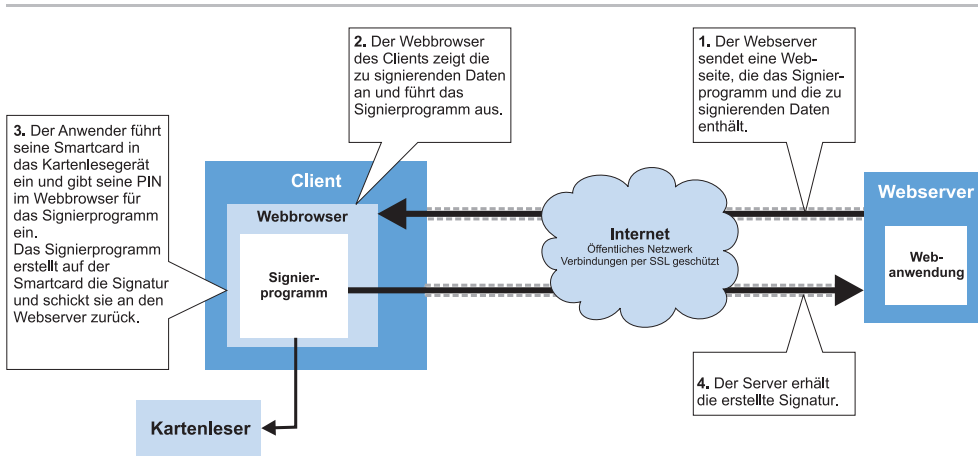 2. Der Webbrowser
des Clients zeigt die
zu signierenden Daten
an und führt das
Signierprogramm aus.
1. Der Webserver
sendet eine Web-
seite, die das Signier-
programm und die zu
signierenden Daten
enthält.
3. Der Anwender führt
seine Smartcard in
das Kartenlesegerät
ein und gibt seine PIN
im Webbrowser für
das Signierprogramm
ein.
Das Signierprogramm
erstellt auf der
Smartcard die Signatur
und schickt sie an den
Webserver zurück.
Client
Webbrowser
Signier-
programm
Internet
Öffentliches Netzwerk
Verbindungen per SSL geschützt
Webserver
Web-
anwendung
4. Der Server erhält
die erstellte Signatur.
Kartenleser